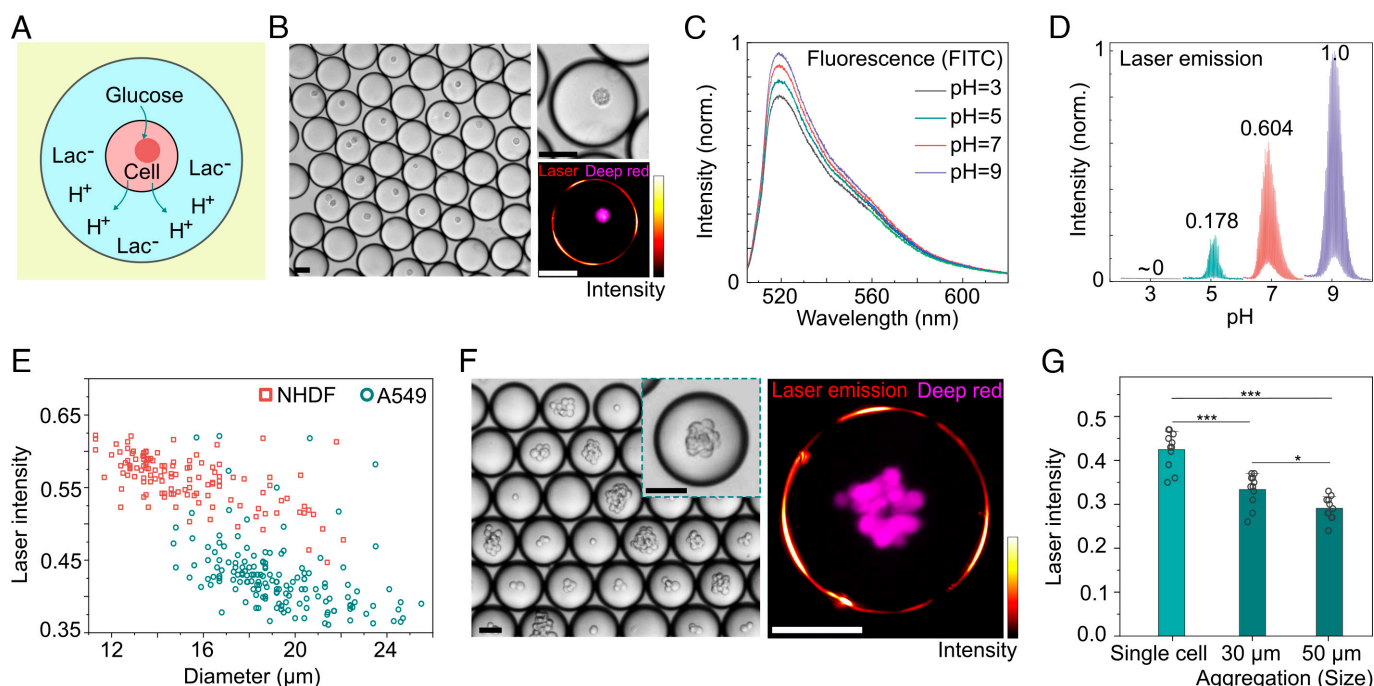 A
Glucose
Cell
Lac⁻
Lac⁻
H⁺
H⁺
H⁺
H⁺
Lac⁻
B
Laser Deep red
Intensity
C
Fluorescence (FITC)
pH=3
pH=5
pH=7
pH=9
Intensity (norm.)
1
0
520 560 600
Wavelength (nm)
D
Laser emission
1.0
0.604
0.178
~0
Intensity (norm.)
1
0
3 5 7 9
pH
E
NHDF A549
Laser intensity
0.65
0.55
0.45
0.35
12 16 20 24
Diameter (μm)
F
Laser emission Deep red
Intensity
G
***
***
*
Laser intensity
0.5
0.4
0.3
0.2
0.1
0.0
Single cell 30 μm 50 μm
Aggregation (Size)